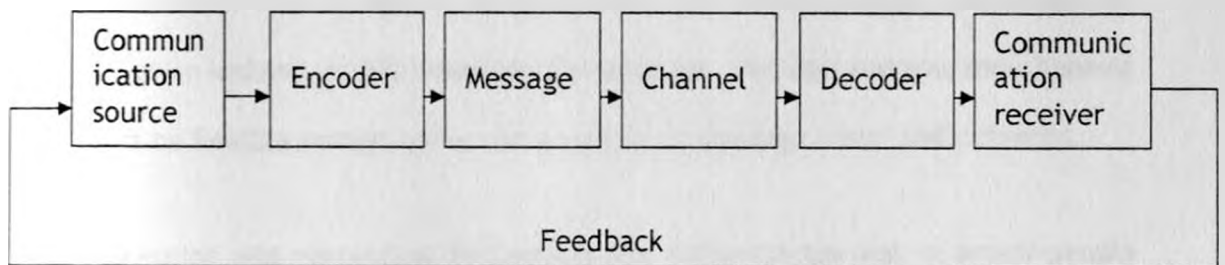 Commun
ication
source
Encoder
Message
Channel
Decoder
Communic
ation
receiver
Feedback